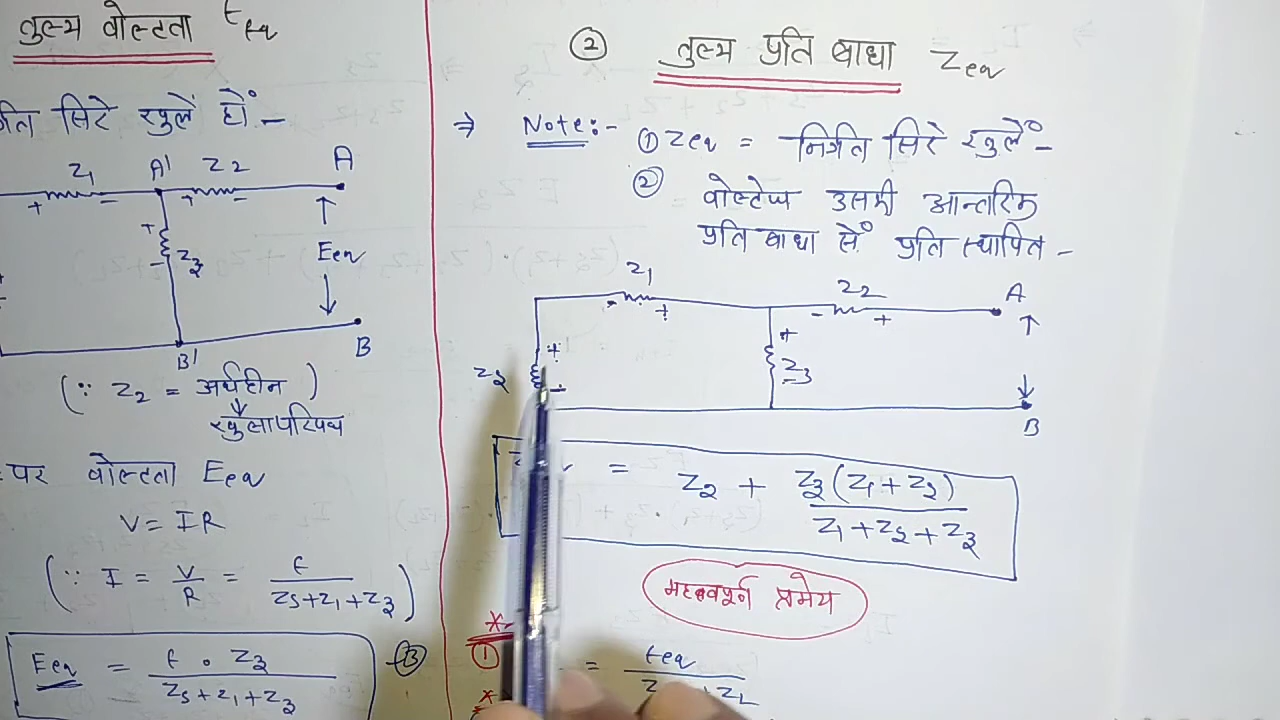 तुल्य वोल्टता Eeq
सिरे खुलें हों -
Z1 A' Z2 A
+ - + -
+
Z3
-
Eeq
B' B
(∵ Z2 = अर्थहीन )
खुला परिपथ
पर वोल्टता Eeq
V = IR
(∵ I = V/R = E/(Zs+Z1+Z3) )
Eeq = E . Z3/(Zs+Z1+Z3) B
② तुल्य प्रति बाधा Zeq
⇒ Note:- ① Zeq = निर्गत सिरे खुलें -
② वोल्टेज उसकी आन्तरिक
प्रति बाधा सें प्रति स्थापित -
Z1 Z2 A
- + - +
+ +
Zs Z3
-
B
= Z2 + Z3(Z1+Zs)/(Z1+Zs+Z3)
महत्वपूर्ण प्रमेय
*
① = Eeq/
+ZL
*